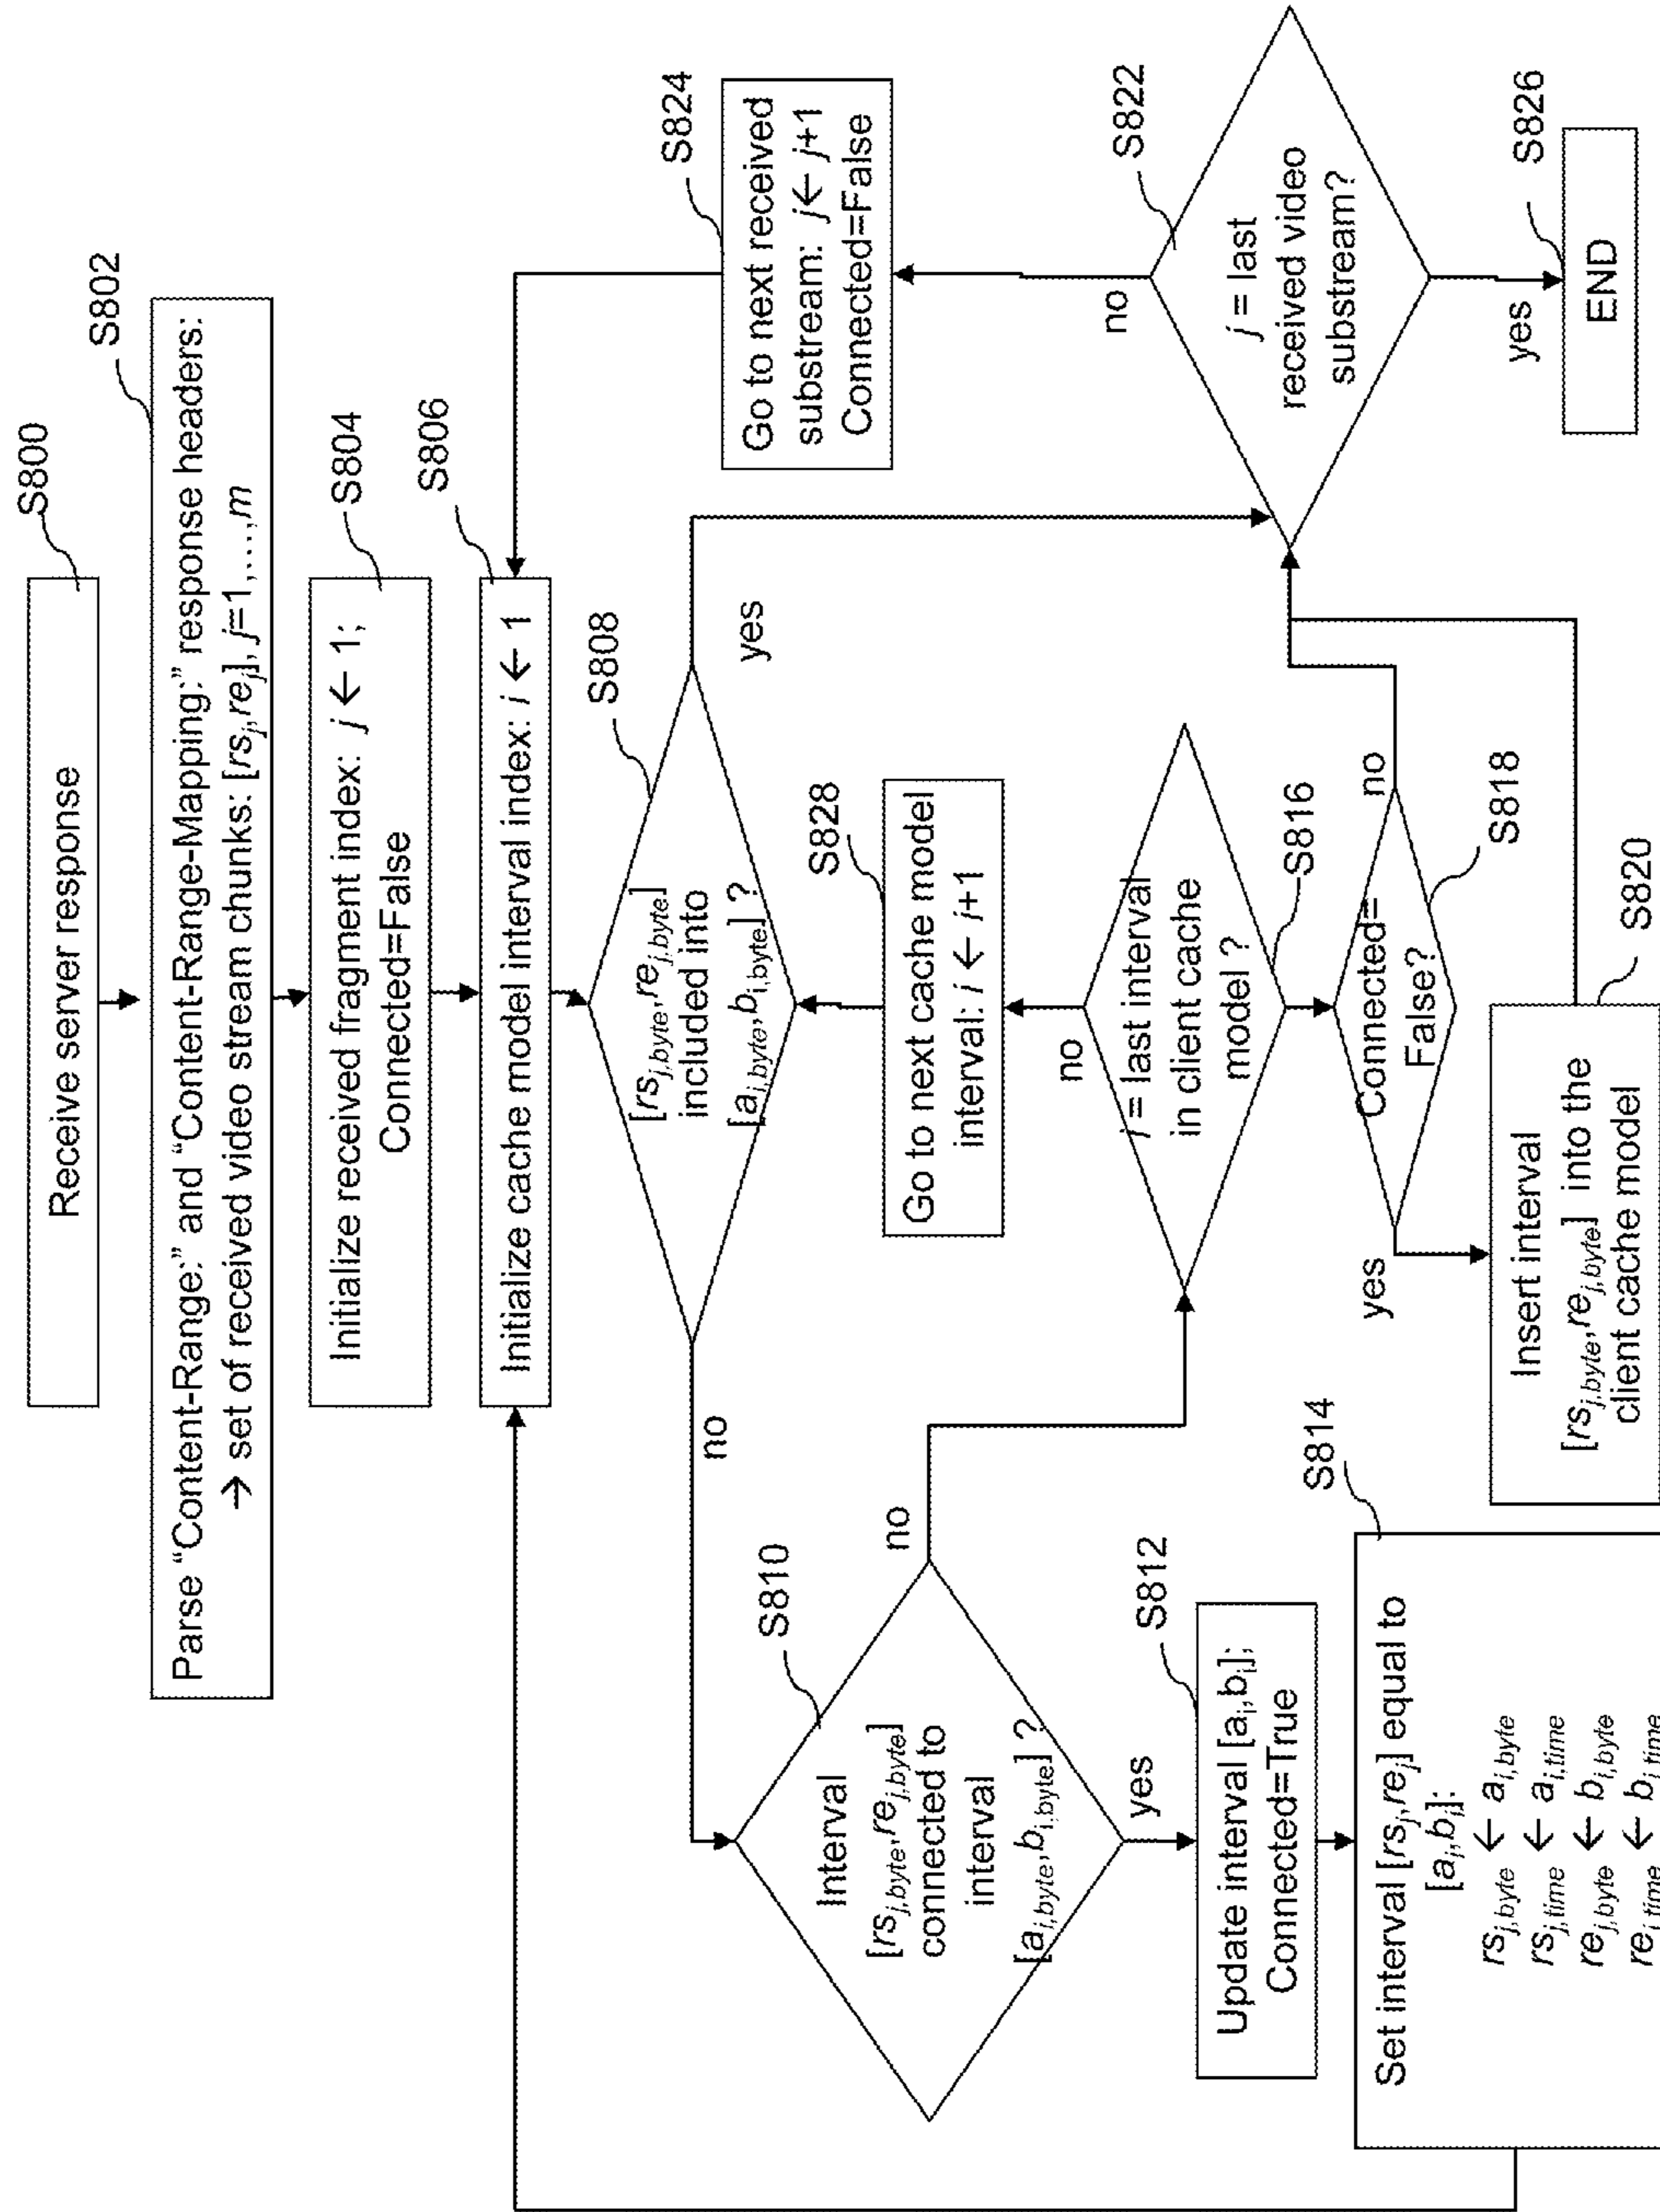 Receive server response
S800
Parse “Content-Range:” and “Content-Range-Mapping:” response headers:
→ set of received video stream chunks: [rsj,rej], j=1,…,m
S802
Initialize received fragment index: j ← 1;
Connected=False
S804
Initialize cache model interval index: i ← 1
S806
[rsj,byte,rej,byte]
included into
[ai,byte,bi,byte] ?
S808
no
yes
Interval
[rsj,byte,rej,byte]
connected to
interval
[ai,byte,bi,byte] ?
S810
no
yes
Update interval [ai,bi];
Connected=True
S812
Set interval [rsj,rej] equal to
[ai,bi]:
rsj,byte ← ai,byte
rsj,time ← ai,time
rej,byte ← bi,byte
rej,time ← bi,time
S814
Go to next cache model
interval: i ← i+1
S828
no
i = last interval
in client cache
model ?
S816
Connected=
False?
S818
yes
no
Insert interval
[rsj,byte,rej,byte] into the
client cache model
S820
Go to next received
substream: j← j+1
Connected=False
S824
no
j = last
received video
substream?
S822
yes
END
S826